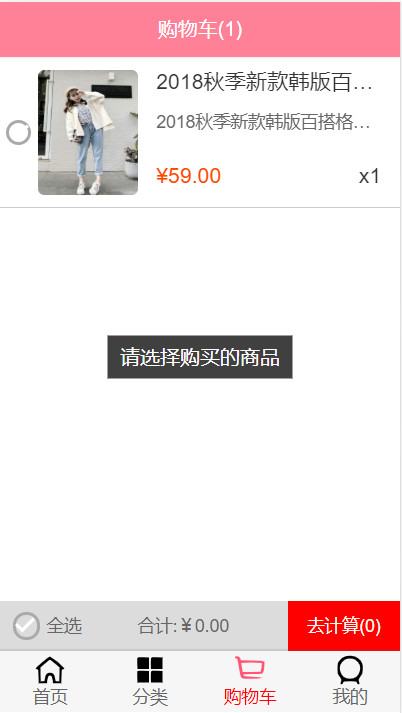 购物车(1)
2018秋季新款韩版百…
2018秋季新款韩版百搭格…
¥59.00 x1
请选择购买的商品
全选 合计: ¥ 0.00 去计算(0)
首页 分类 购物车 我的